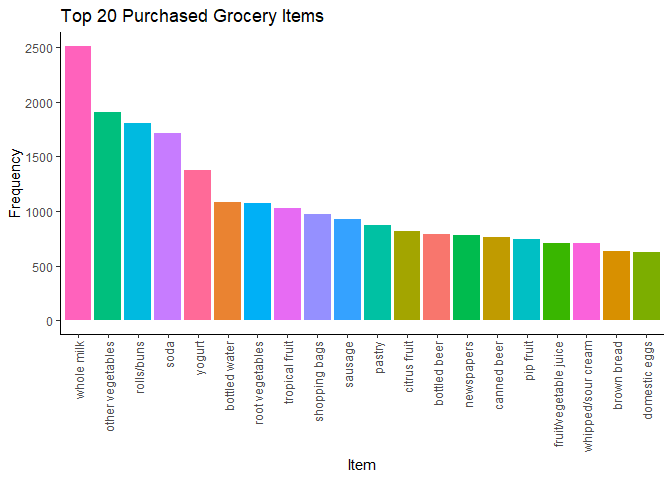 Top 20 Purchased Grocery Items
Frequency
2500
2000
1500
1000
500
0
whole milk
other vegetables
rolls/buns
soda
yogurt
bottled water
root vegetables
tropical fruit
shopping bags
sausage
pastry
citrus fruit
bottled beer
newspapers
canned beer
pip fruit
fruit/vegetable juice
whipped/sour cream
brown bread
domestic eggs
Item